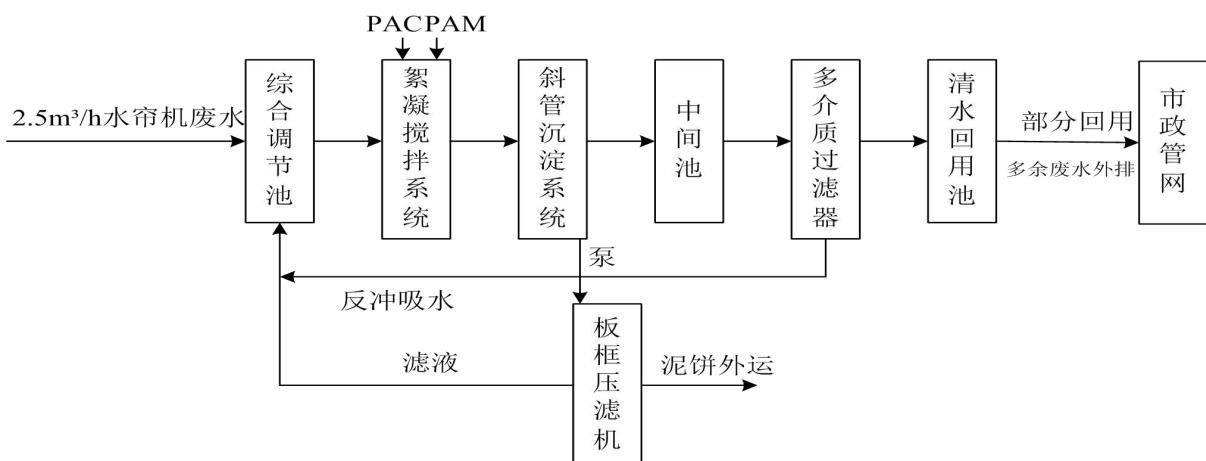 PACPAM
2.5m³/h水帘机废水
综合调节池
絮凝搅拌系统
斜管沉淀系统
中间池
多介质过滤器
清水回用池
部分回用
多余废水外排
市政管网
泵
反冲吸水
滤液
板框压滤机
泥饼外运